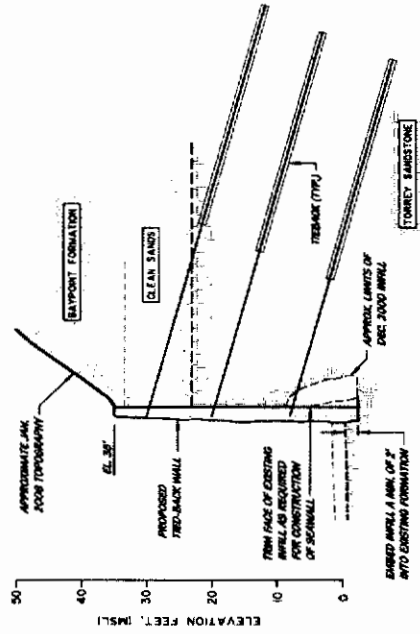 APPROXIMATE JAN.
2008 TOPOGRAPHY
BAYPOINT FORMATION
EL. 35'
CLEAN SANDS
PROPOSED
TIED-BACK WALL
TRIM FACE OF EXISTING
INFILL AS REQUIRED
FOR CONSTRUCTION
OF SEAWALL
TIEBACK (TYP.)
APPROX. LIMITS OF
DEC. 2000 INFILL
TORREY SANDSTONE
EMBED INFILL A MIN. OF 2'
INTO EXISTING FORMATION
ELEVATION FEET, (MSL)
50
40
30
20
10
0